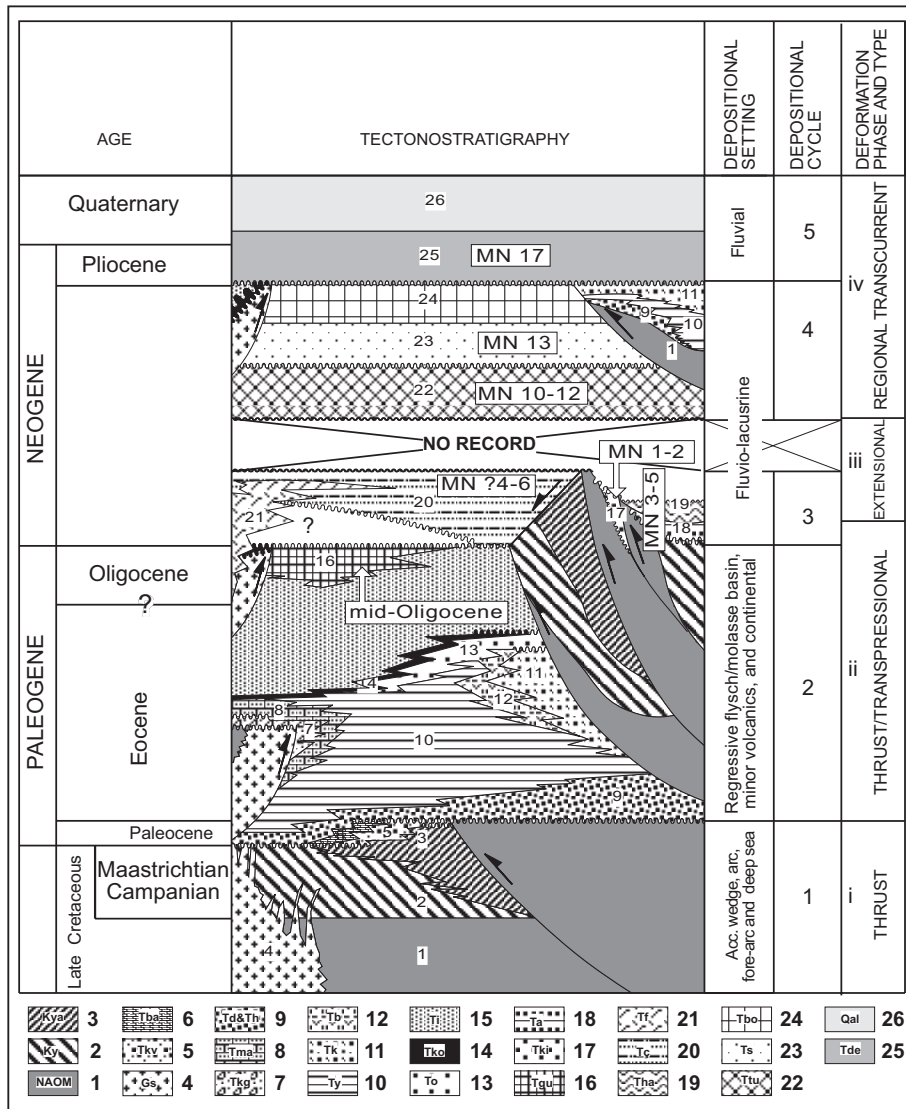 AGE
TECTONOSTRATIGRAPHY
DEPOSITIONAL
SETTING
DEPOSITIONAL
CYCLE
DEFORMATION
PHASE AND TYPE
Quaternary
NEOGENE
Pliocene
PALEOGENE
Oligocene
?
Eocene
Paleocene
Late Cretaceous
Maastrichtian
Campanian
26
25 MN 17
24
11
9
10
1
23 MN 13
22 MN 10-12
NO RECORD
MN 1-2
MN ?4-6
MN 3-5
20
21
?
17
19
18
16
mid-Oligocene
13
14
11
12
8
7
10
9
5
3
2
4
1
Fluvial
Fluvio-lacusrine
Regressive flysch/molasse basin,
minor volcanics, and continental
Acc. wedge, arc,
fore-arc and deep sea
5
4
3
2
1
iv
REGIONAL TRANSCURRENT
iii
EXTENSIONAL
ii
THRUST/TRANSPRESSIONAL
i
THRUST
Kya 3 Tba 6 Td&Th 9 Tb 12 Ti 15 Ta 18 Tf 21 Tbo 24 Qal 26
Ky 2 Tkv 5 Tma 8 Tk 11 Tko 14 Tki 17 Tç 20 Ts 23 Tde 25
NAOM 1 Gs 4 Tkg 7 Ty 10 To 13 Tgu 16 Tha 19 Ttu 22